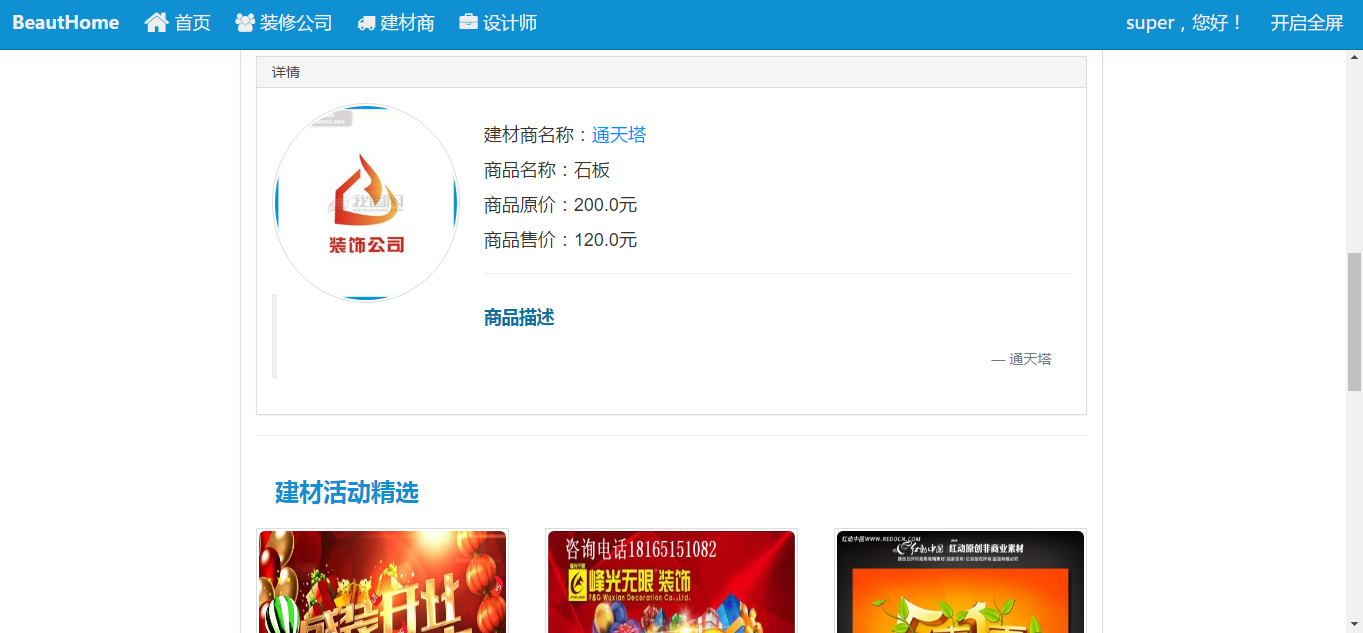 BeautHome 首页 装修公司 建材商 设计师 super，您好！ 开启全屏
详情
装饰公司
建材商名称：通天塔
商品名称：石板
商品原价：200.0元
商品售价：120.0元
商品描述
— 通天塔
建材活动精选
咨询电话18165151082
峰光无限 装饰
F&G Wuxian Decoration Co.,Ltd.
红动中国WWW.REDOCN.COM
红动中国 红动原创非商业素材